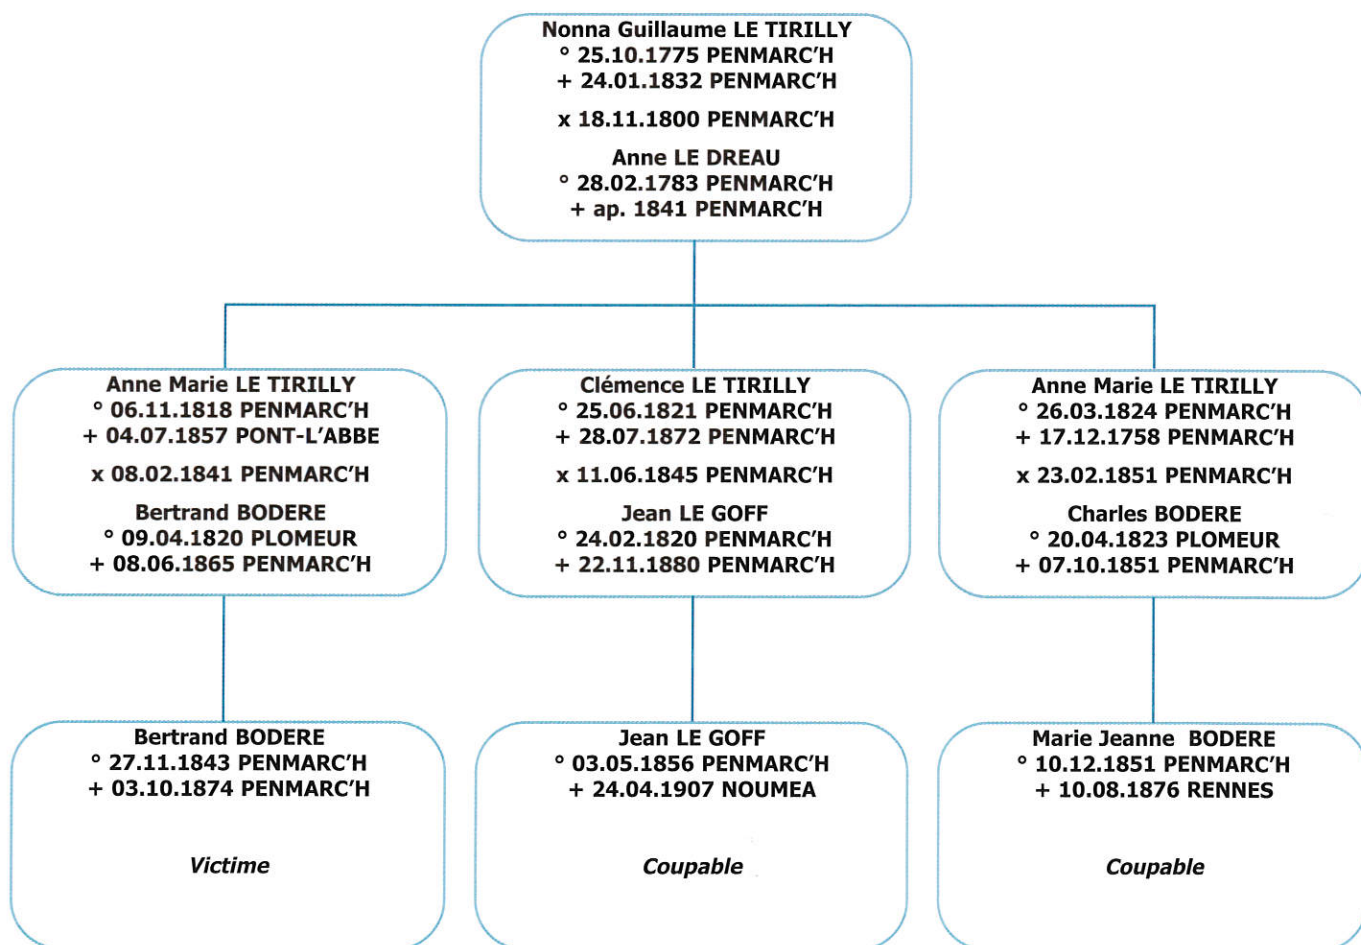 Nonna Guillaume LE TIRILLY
° 25.10.1775 PENMARC'H
+ 24.01.1832 PENMARC'H
x 18.11.1800 PENMARC'H
Anne LE DREAU
° 28.02.1783 PENMARC'H
+ ap. 1841 PENMARC'H
Anne Marie LE TIRILLY
° 06.11.1818 PENMARC'H
+ 04.07.1857 PONT-L'ABBE
x 08.02.1841 PENMARC'H
Bertrand BODERE
° 09.04.1820 PLOMEUR
+ 08.06.1865 PENMARC'H
Clémence LE TIRILLY
° 25.06.1821 PENMARC'H
+ 28.07.1872 PENMARC'H
x 11.06.1845 PENMARC'H
Jean LE GOFF
° 24.02.1820 PENMARC'H
+ 22.11.1880 PENMARC'H
Anne Marie LE TIRILLY
° 26.03.1824 PENMARC'H
+ 17.12.1758 PENMARC'H
x 23.02.1851 PENMARC'H
Charles BODERE
° 20.04.1823 PLOMEUR
+ 07.10.1851 PENMARC'H
Bertrand BODERE
° 27.11.1843 PENMARC'H
+ 03.10.1874 PENMARC'H
Victime
Jean LE GOFF
° 03.05.1856 PENMARC'H
+ 24.04.1907 NOUMEA
Coupable
Marie Jeanne BODERE
° 10.12.1851 PENMARC'H
+ 10.08.1876 RENNES
Coupable